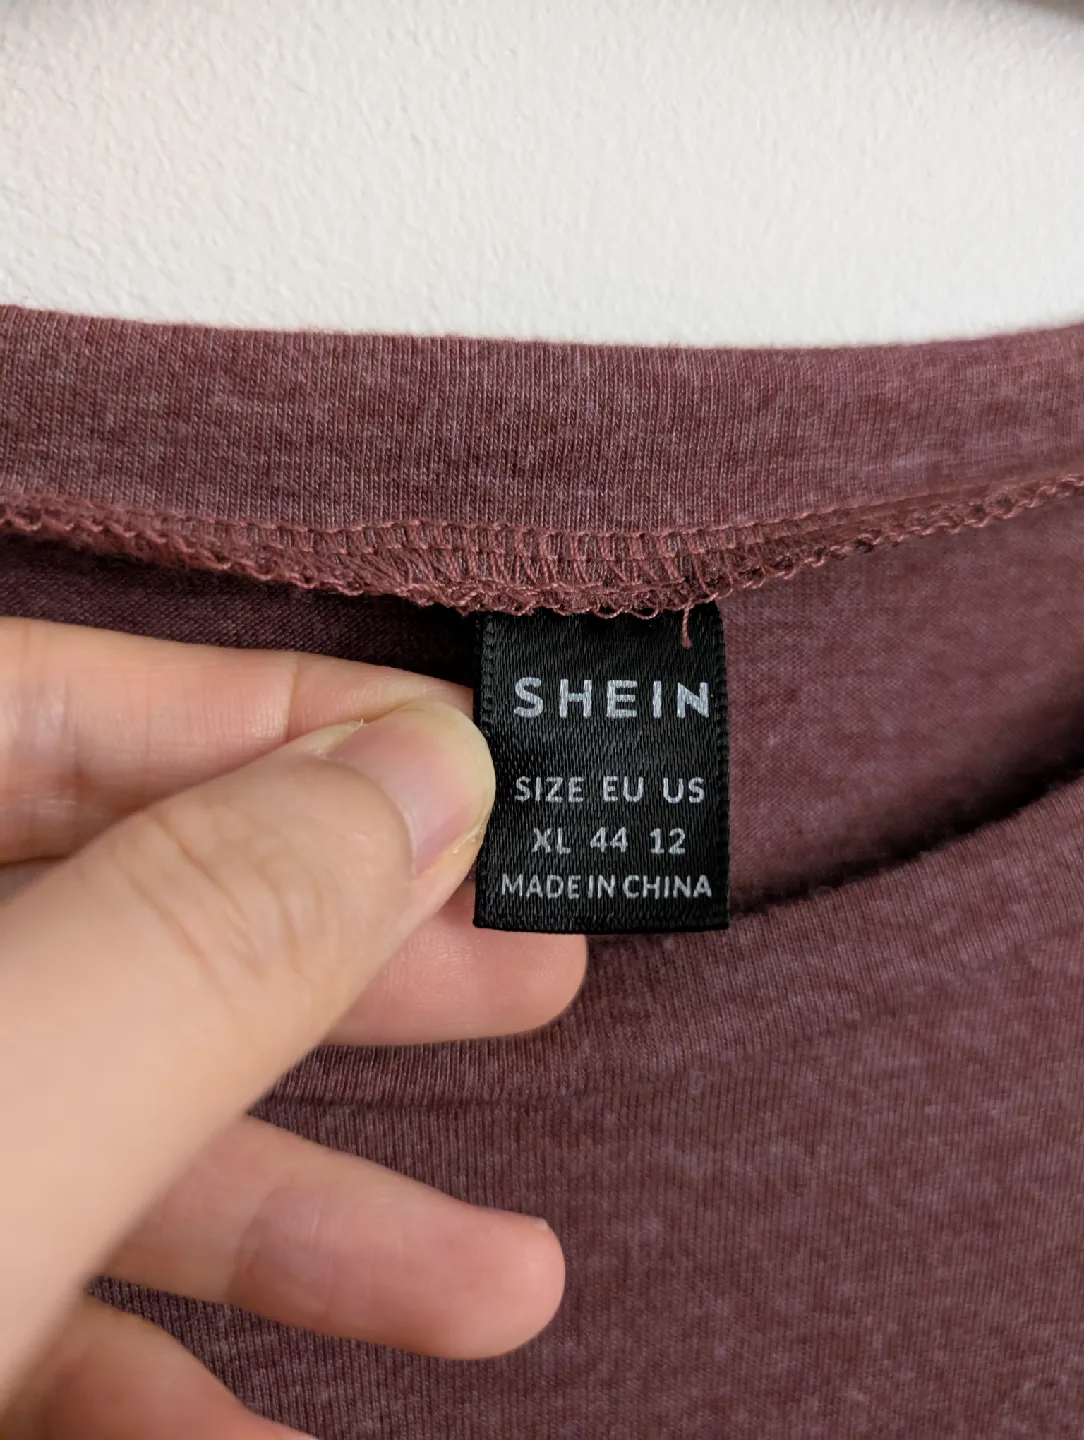 SHEIN
SIZE EU US
XL 44 12
MADE IN CHINA